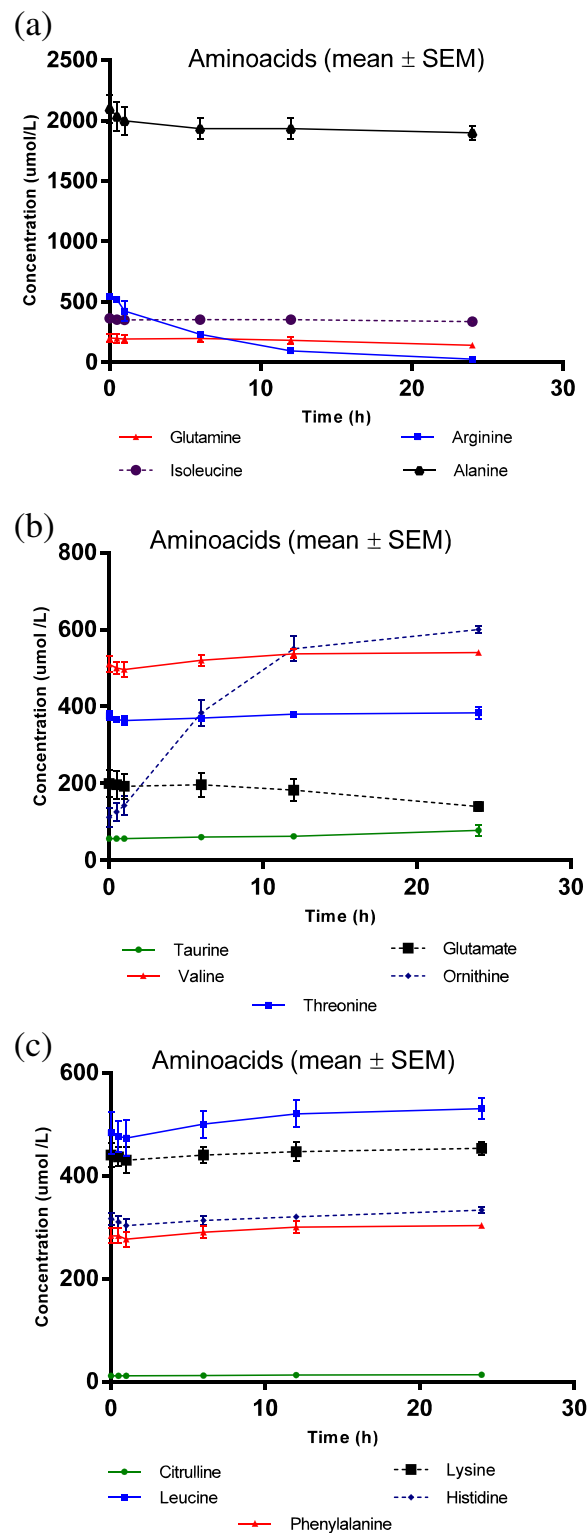 (a)
Aminoacids (mean ± SEM)
2500
2000
1500
1000
500
0
Concentration (umol/L)
0 10 20 30
Time (h)
Glutamine Arginine
Isoleucine Alanine
(b)
Aminoacids (mean ± SEM)
800
600
400
200
0
Concentration (umol /L)
0 10 20 30
Time (h)
Taurine Glutamate
Valine Ornithine
Threonine
(c)
Aminoacids (mean ± SEM)
600
400
200
0
Concentration (umol /L)
0 10 20 30
Time (h)
Citrulline Lysine
Leucine Histidine
Phenylalanine